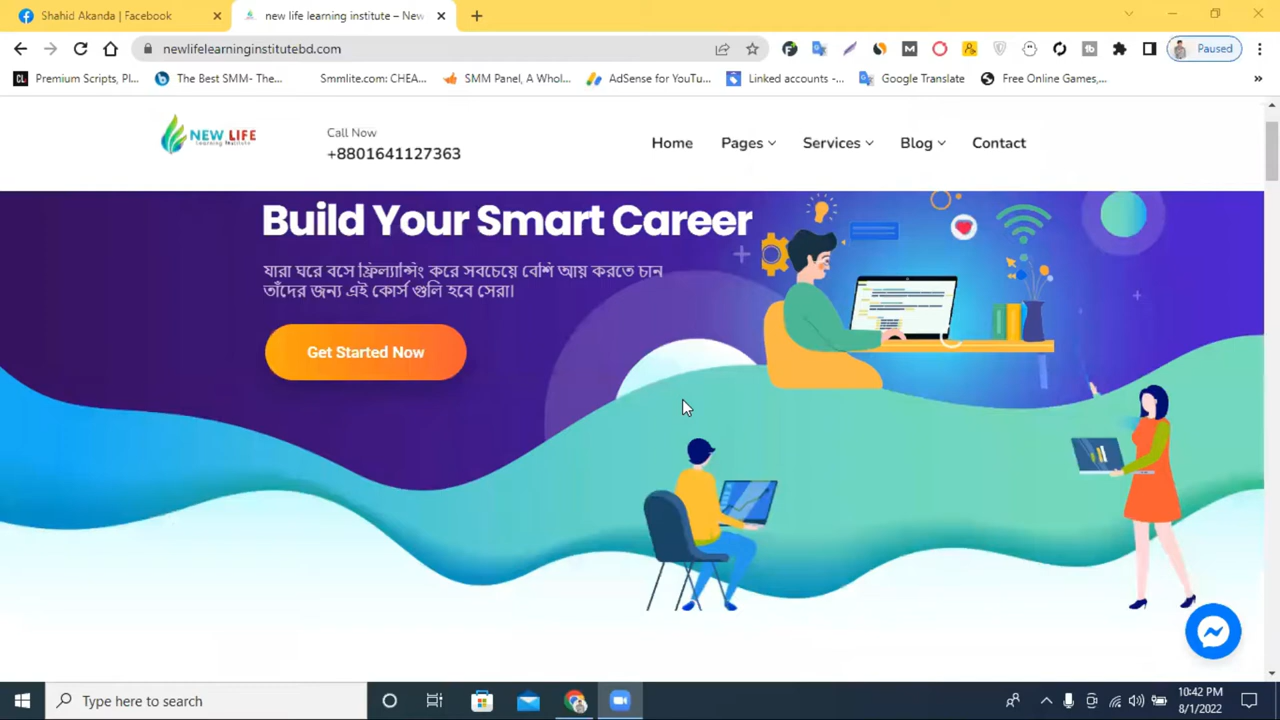 Shahid Akanda | Facebook
new life learning institute – New
newlifelearninginstitutebd.com
Paused
Premium Scripts, Pl...
The Best SMM- The...
Smmlite.com: CHEA...
SMM Panel, A Whol...
AdSense for YouTu...
Linked accounts -...
Google Translate
Free Online Games,...
NEW LIFE
Learning Institute
Call Now
+8801641127363
Home
Pages
Services
Blog
Contact
Build Your Smart Career
যারা ঘরে বসে ফ্রিল্যান্সিং করে সবচেয়ে বেশি আয় করতে চান
তাঁদের জন্য এই কোর্স গুলি হবে সেরা।
Get Started Now
Type here to search
10:42 PM
8/1/2022